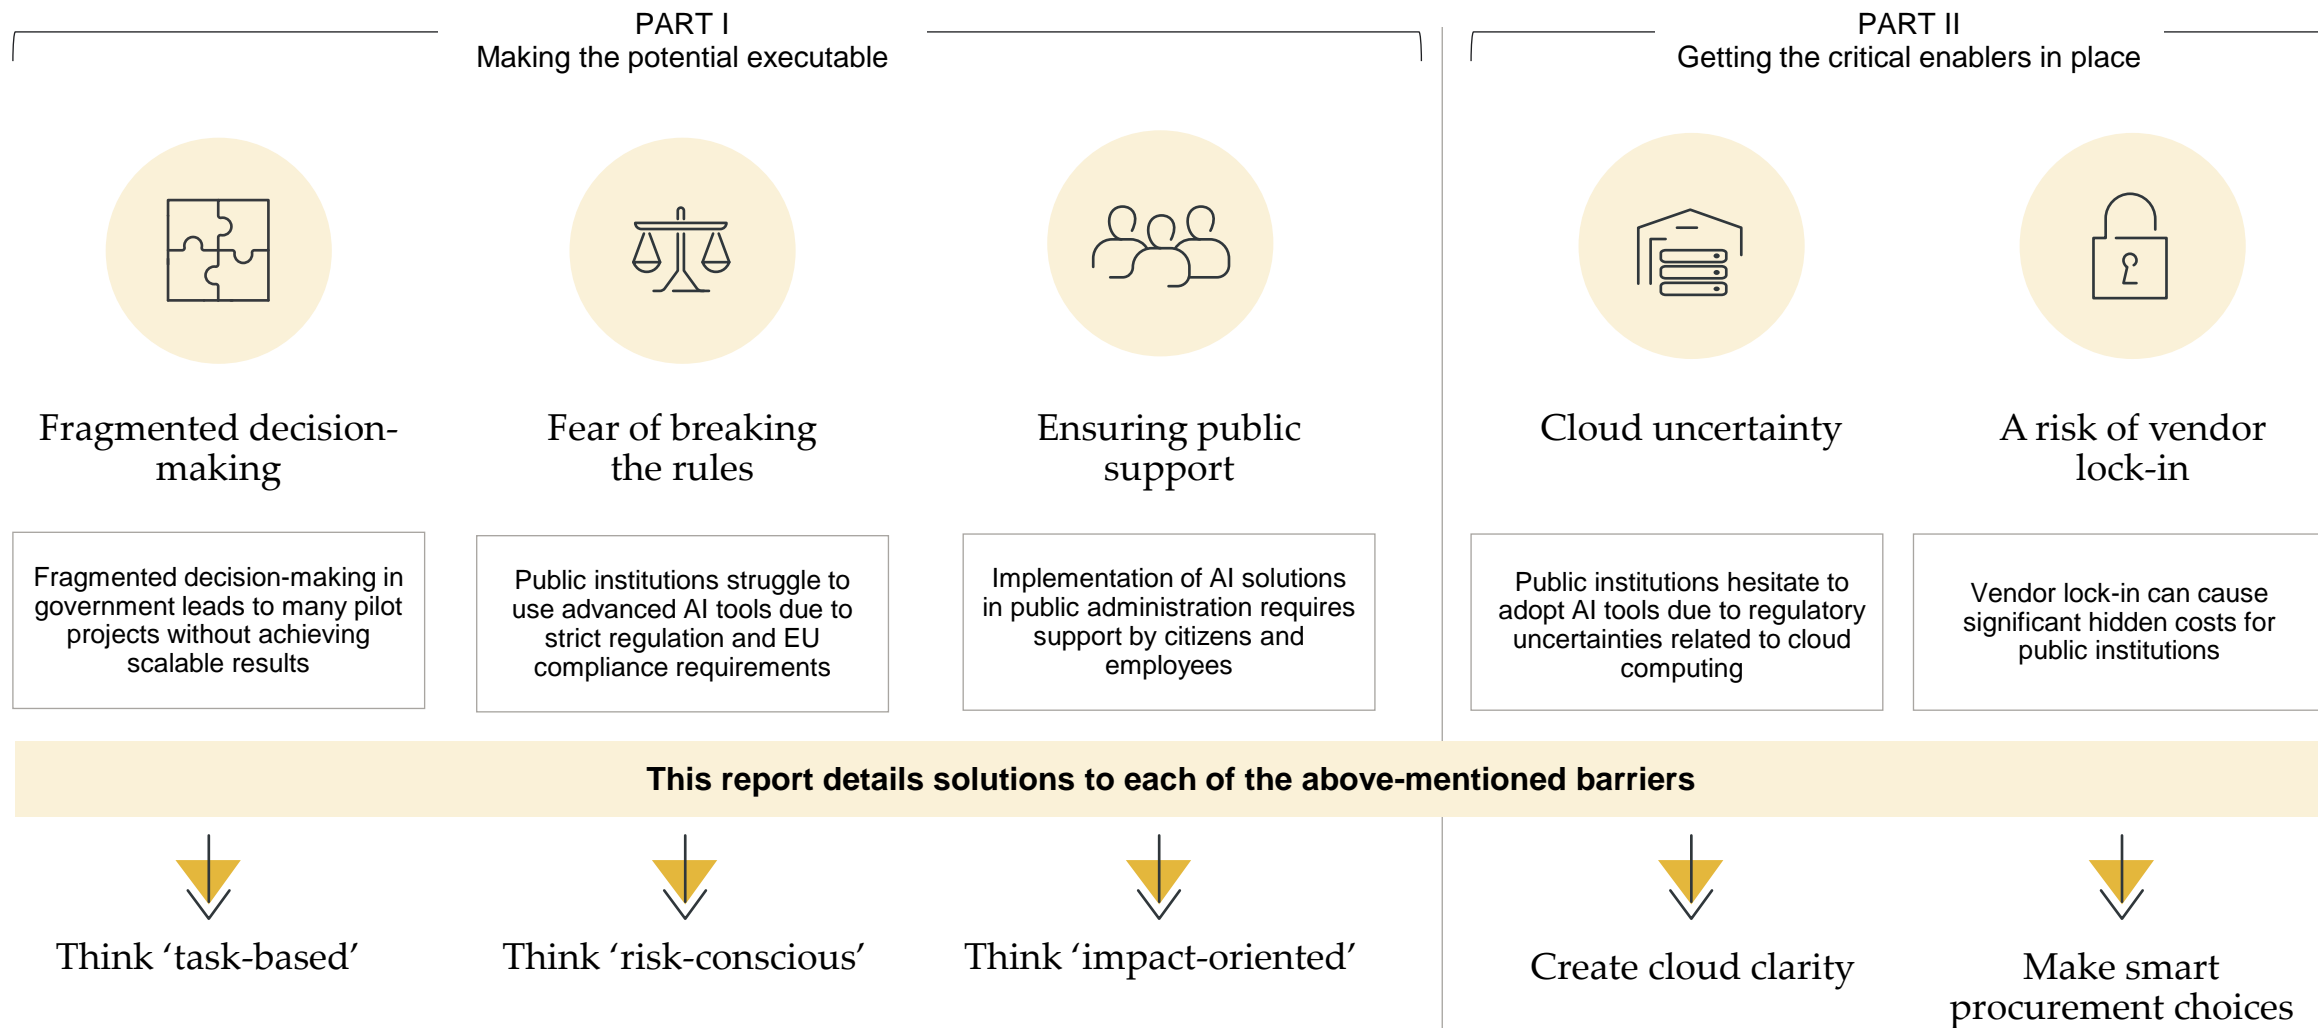 PART I
Making the potential executable
PART II
Getting the critical enablers in place
Fragmented decision-
making
Fear of breaking
the rules
Ensuring public
support
Cloud uncertainty
A risk of vendor
lock-in
Fragmented decision-making in
government leads to many pilot
projects without achieving
scalable results
Public institutions struggle to
use advanced AI tools due to
strict regulation and EU
compliance requirements
Implementation of AI solutions
in public administration requires
support by citizens and
employees
Public institutions hesitate to
adopt AI tools due to regulatory
uncertainties related to cloud
computing
Vendor lock-in can cause
significant hidden costs for
public institutions
This report details solutions to each of the above-mentioned barriers
Think ‘task-based’
Think ‘risk-conscious’
Think ‘impact-oriented’
Create cloud clarity
Make smart
procurement choices